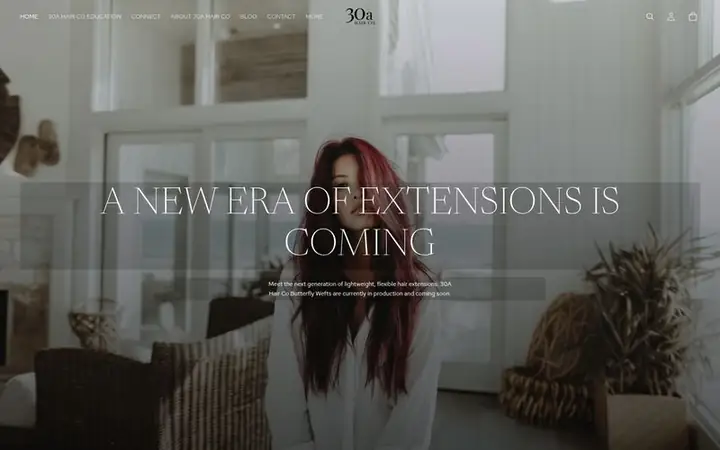 HOME 30A HAIR CO EDUCATION CONNECT ABOUT 30A HAIR CO BLOG CONTACT MORE
30a
HAIR CO.
A NEW ERA OF EXTENSIONS IS
COMING
Meet the next generation of lightweight, flexible hair extensions. 30A
Hair Co Butterfly Wefts are currently in production and coming soon.